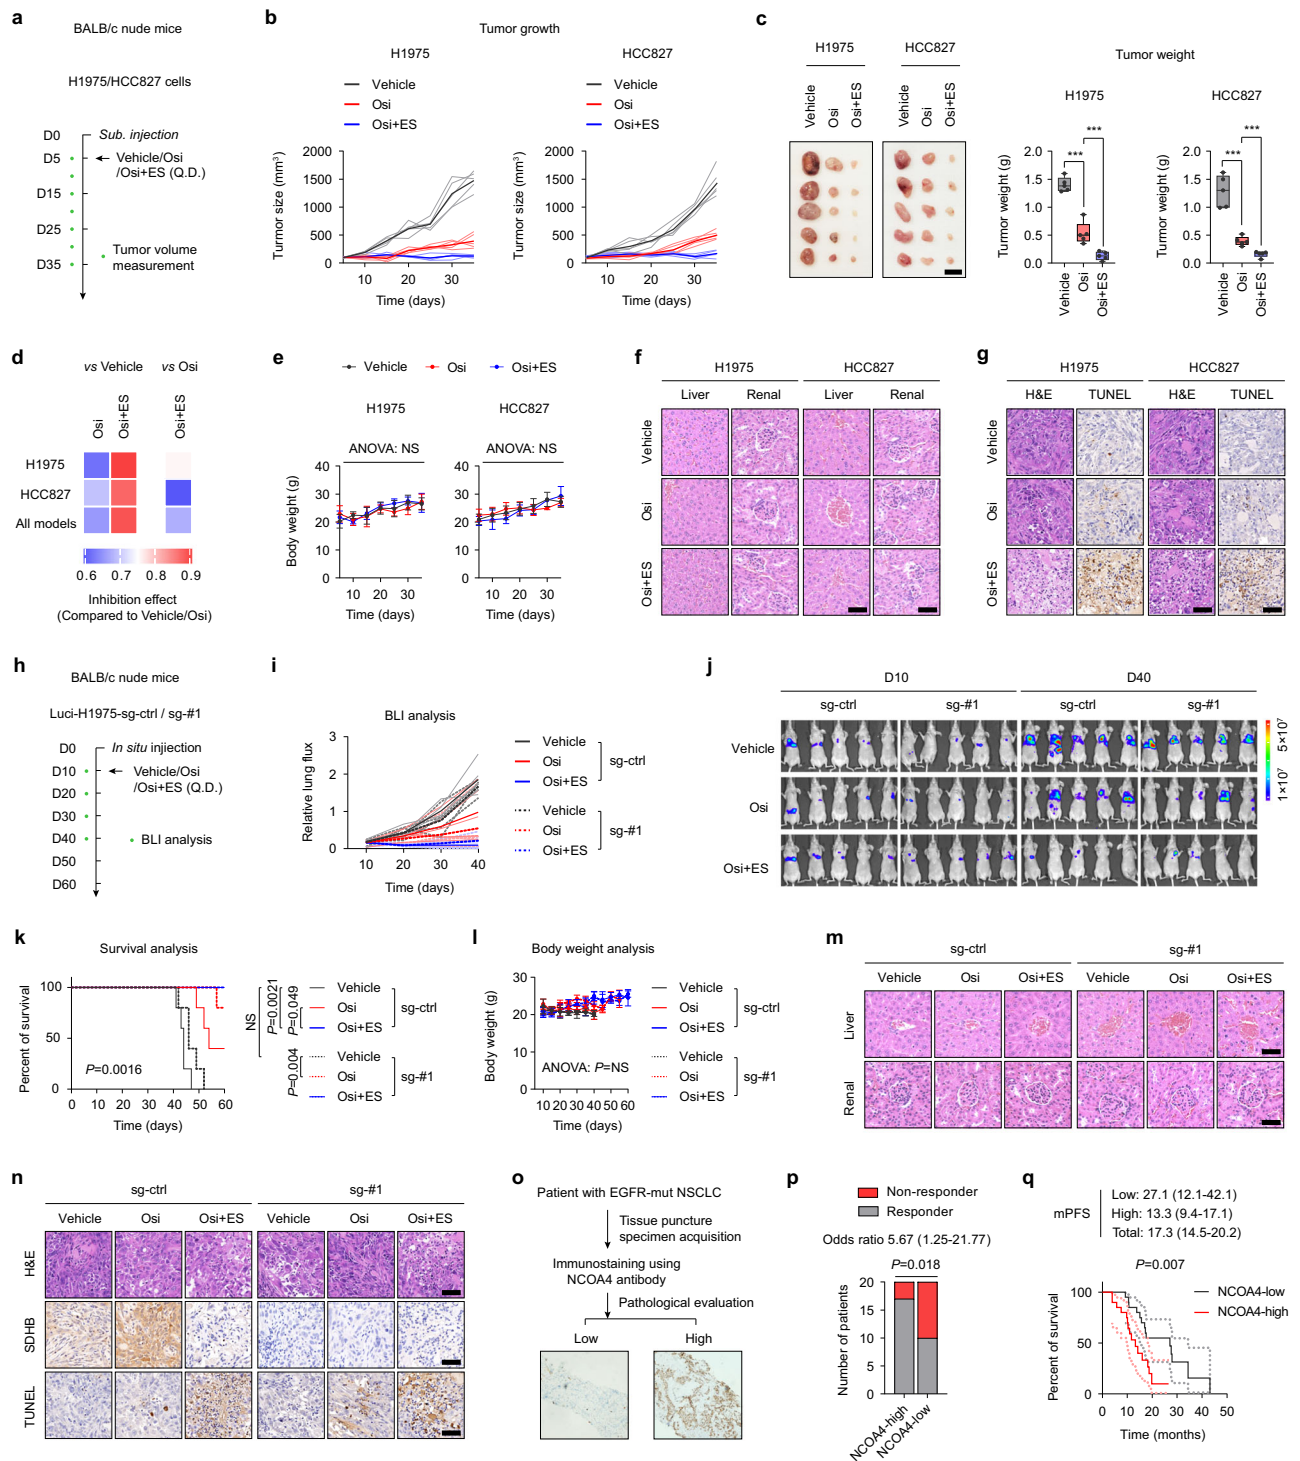 a
BALB/c nude mice
H1975/HCC827 cells
D0
Sub. injection
D5
Vehicle/Osi
/Osi+ES (Q.D.)
D15
D25
Tumor volume
measurement
D35
b
Tumor growth
H1975
HCC827
Vehicle
Osi
Osi+ES
Vehicle
Osi
Osi+ES
Turmor size (mm³)
2000
1500
1000
500
0
10 20 30
Time (days)
Turmor size (mm³)
2000
1500
1000
500
0
10 20 30
Time (days)
c
H1975
HCC827
Vehicle
Osi
Osi+ES
Vehicle
Osi
Osi+ES
Tumor weight
H1975
HCC827
Tumor weight (g)
2.0
1.5
1.0
0.5
0.0
***
***
Vehicle
Osi
Osi+ES
Tumor weight (g)
2.0
1.5
1.0
0.5
0.0
***
***
Vehicle
Osi
Osi+ES
d
vs Vehicle
vs Osi
Osi
Osi+ES
Osi+ES
H1975
HCC827
All models
0.6 0.7 0.8 0.9
Inhibition effect
(Compared to Vehicle/Osi)
e
Vehicle
Osi
Osi+ES
H1975
HCC827
ANOVA: NS
ANOVA: NS
Body weight (g)
40
30
20
10
0
10 20 30
Time (days)
40
30
20
10
0
10 20 30
Time (days)
f
H1975
HCC827
Liver
Renal
Liver
Renal
Vehicle
Osi
Osi+ES
g
H1975
HCC827
H&E
TUNEL
H&E
TUNEL
Vehicle
Osi
Osi+ES
h
BALB/c nude mice
Luci-H1975-sg-ctrl / sg-#1
D0
In situ injection
D10
Vehicle/Osi
/Osi+ES (Q.D.)
D20
D30
D40
BLI analysis
D50
D60
i
BLI analysis
Relative lung flux
3
2
1
0
10 20 30 40
Time (days)
Vehicle
Osi
Osi+ES
sg-ctrl
Vehicle
Osi
Osi+ES
sg-#1
j
D10
D40
sg-ctrl
sg-#1
sg-ctrl
sg-#1
Vehicle
Osi
Osi+ES
5×10⁷
1×10⁷
k
Survival analysis
Percent of survival
100
50
0
P=0.0016
0 10 20 30 40 50 60
Time (days)
NS
P=0.0021
P=0.049
P=0.004
Vehicle
Osi
Osi+ES
sg-ctrl
Vehicle
Osi
Osi+ES
sg-#1
l
Body weight analysis
Body weight (g)
30
20
10
0
ANOVA: P=NS
10 20 30 40 50 60
Time (days)
Vehicle
Osi
Osi+ES
sg-ctrl
Vehicle
Osi
Osi+ES
sg-#1
m
sg-ctrl
sg-#1
Vehicle
Osi
Osi+ES
Vehicle
Osi
Osi+ES
Liver
Renal
n
sg-ctrl
sg-#1
Vehicle
Osi
Osi+ES
Vehicle
Osi
Osi+ES
H&E
SDHB
TUNEL
o
Patient with EGFR-mut NSCLC
Tissue puncture
specimen acquisition
Immunostaining using
NCOA4 antibody
Pathological evaluation
Low
High
p
Non-responder
Responder
Odds ratio 5.67 (1.25-21.77)
P=0.018
Number of patients
20
15
10
5
0
NCOA4-high
NCOA4-low
q
mPFS
Low: 27.1 (12.1-42.1)
High: 13.3 (9.4-17.1)
Total: 17.3 (14.5-20.2)
P=0.007
NCOA4-low
NCOA4-high
Percent of survival
100
50
0
0 10 20 30 40 50
Time (months)